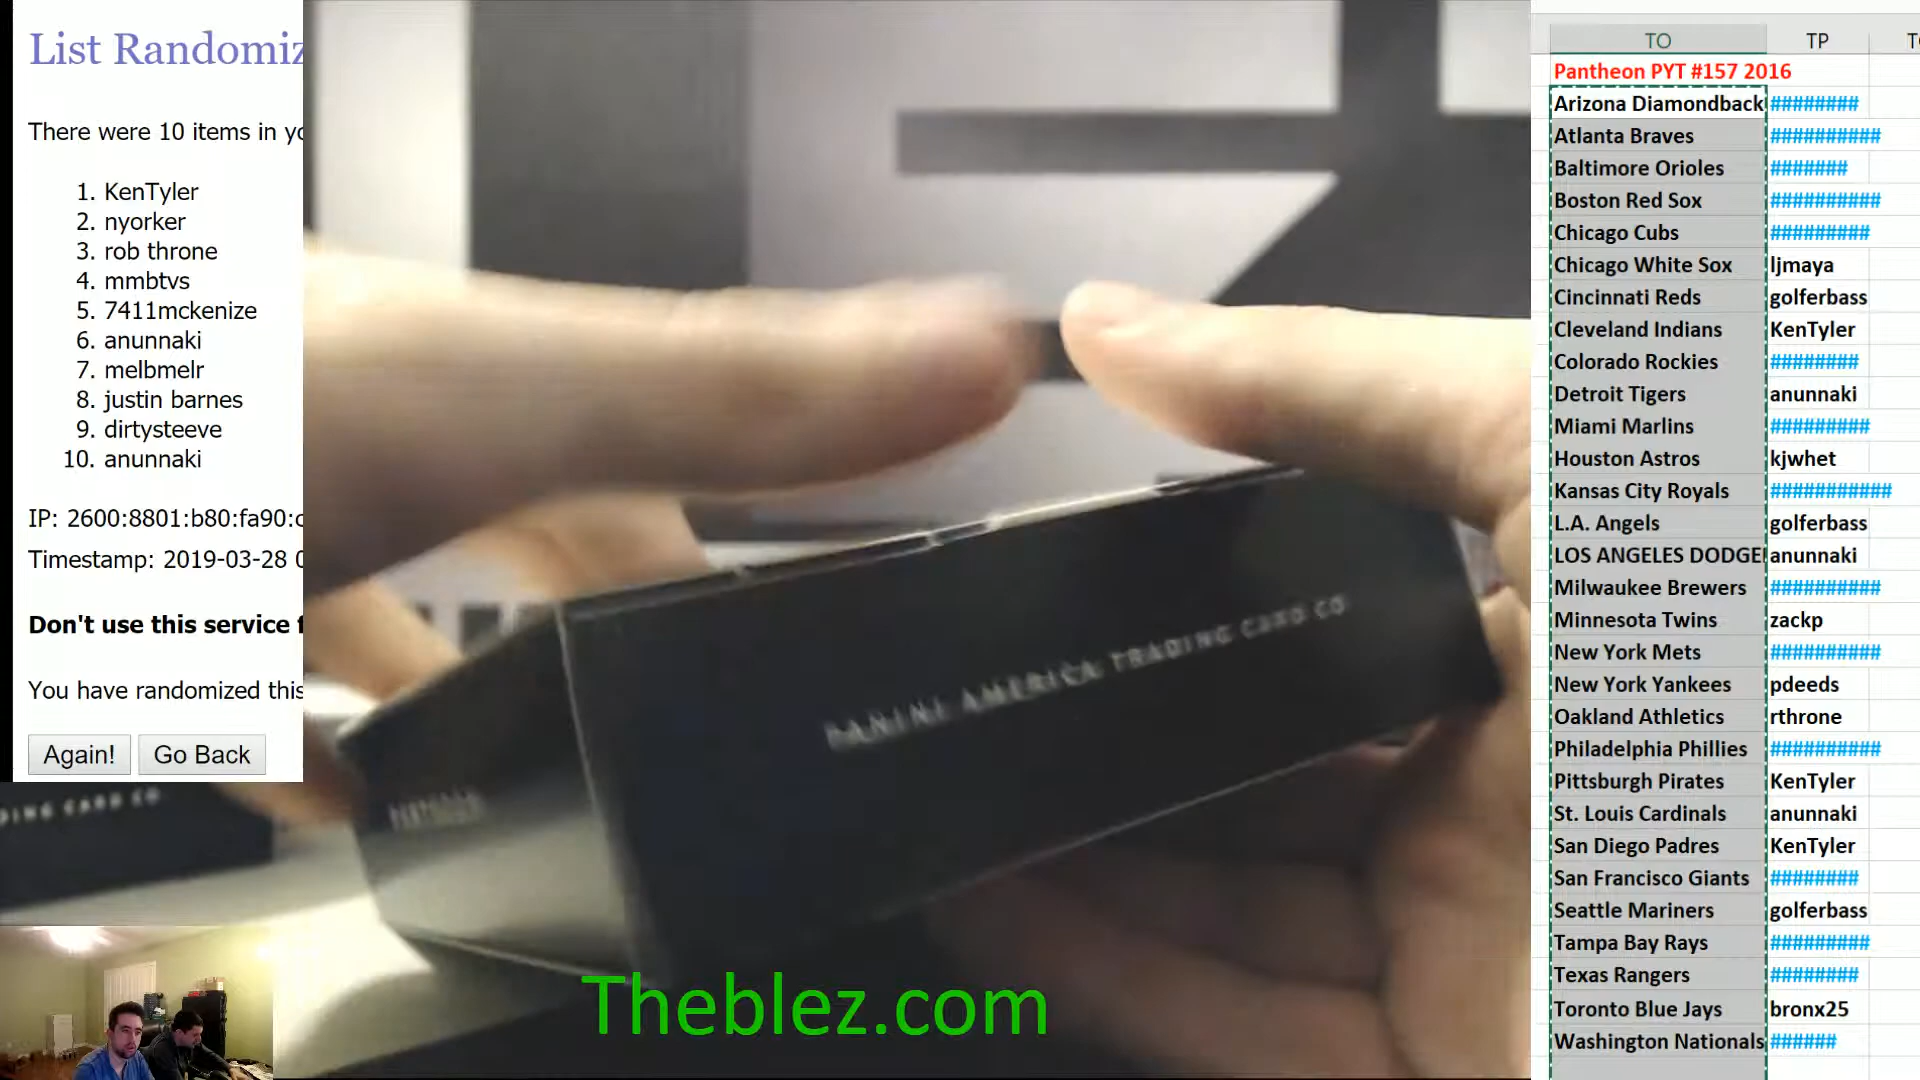 List Randomiz
There were 10 items in yo
1. KenTyler
2. nyorker
3. rob throne
4. mmbtvs
5. 7411mckenize
6. anunnaki
7. melbmelr
8. justin barnes
9. dirtysteeve
10. anunnaki
IP: 2600:8801:b80:fa90:c
Timestamp: 2019-03-28 0
Don't use this service f
You have randomized this
Again! Go Back
DING CARD CO
PANINI AMERICA TRADING CARD CO
Theblez.com
TO TP
Pantheon PYT #157 2016
Arizona Diamondback ########
Atlanta Braves ##########
Baltimore Orioles #######
Boston Red Sox ##########
Chicago Cubs #########
Chicago White Sox ljmaya
Cincinnati Reds golferbass
Cleveland Indians KenTyler
Colorado Rockies ########
Detroit Tigers anunnaki
Miami Marlins #########
Houston Astros kjwhet
Kansas City Royals ###########
L.A. Angels golferbass
LOS ANGELES DODGE anunnaki
Milwaukee Brewers ##########
Minnesota Twins zackp
New York Mets ##########
New York Yankees pdeeds
Oakland Athletics rthrone
Philadelphia Phillies ##########
Pittsburgh Pirates KenTyler
St. Louis Cardinals anunnaki
San Diego Padres KenTyler
San Francisco Giants ########
Seattle Mariners golferbass
Tampa Bay Rays #########
Texas Rangers ########
Toronto Blue Jays bronx25
Washington Nationals ######